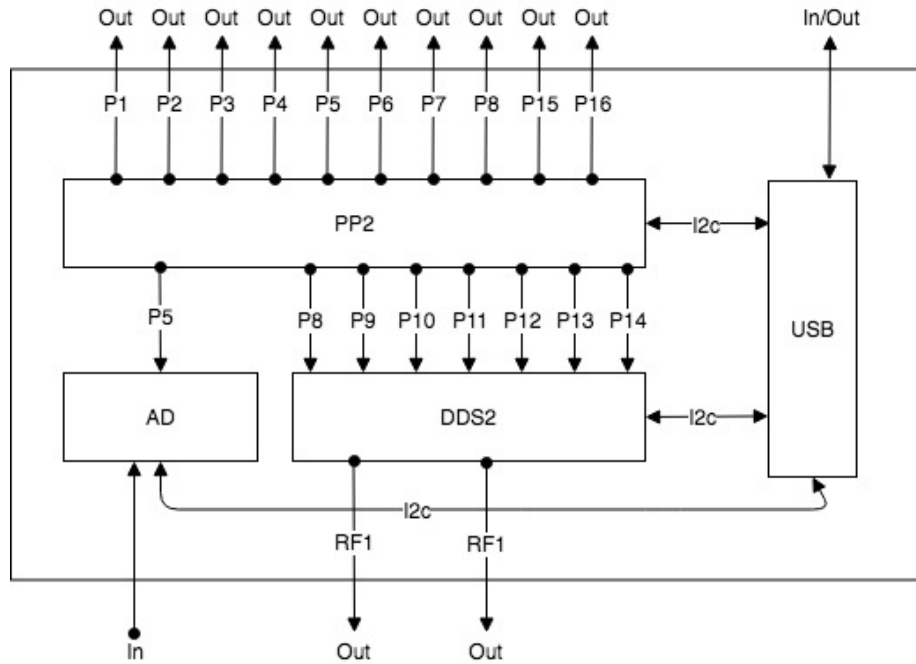 Out Out Out Out Out Out Out Out Out Out In/Out
P1 P2 P3 P4 P5 P6 P7 P8 P15 P16
PP2 I2c
P5 P8 P9 P10 P11 P12 P13 P14 USB
AD DDS2 I2c
I2c
RF1 RF1
In Out Out